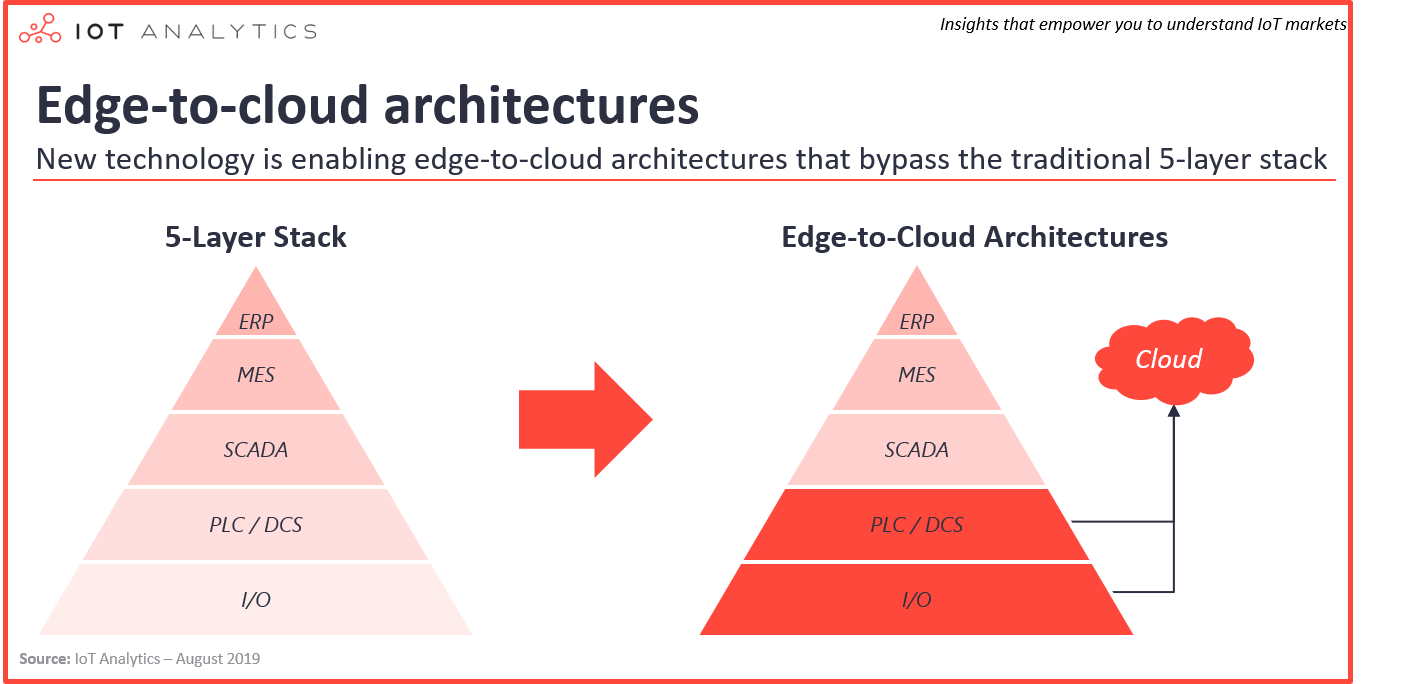 IOT ANALYTICS
Insights that empower you to understand IoT markets
Edge-to-cloud architectures
New technology is enabling edge-to-cloud architectures that bypass the traditional 5-layer stack
5-Layer Stack
ERP
MES
SCADA
PLC / DCS
I/O
Edge-to-Cloud Architectures
ERP
MES
SCADA
PLC / DCS
I/O
Cloud
Source: IoT Analytics – August 2019